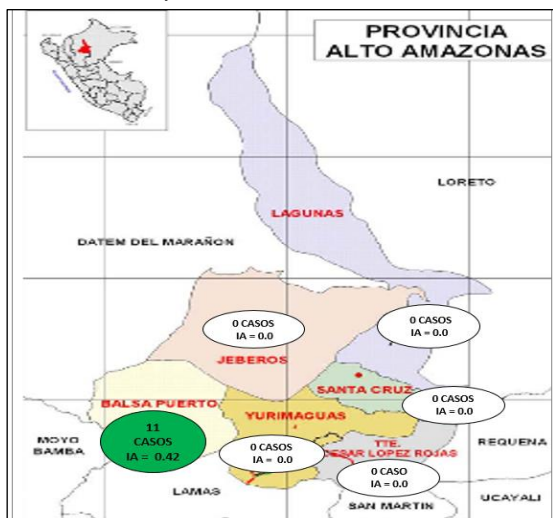 PROVINCIA
ALTO AMAZONAS
LORETO
LAGUNAS
DATEM DEL MARAÑON
0 CASOS
IA = 0.0
0 CASOS
IA = 0.0
JEBEROS
SANTA CRUZ
BALSA PUERTO
0 CASOS
IA = 0.0
YURIMAGUAS
11
CASOS
IA = 0.42
MOYO
BAMBA
TTE.
CESAR LOPEZ ROJAS
REQUENA
0 CASOS
IA = 0.0
0 CASO
IA = 0.0
LAMAS
SAN MARTIN
UCAYALI